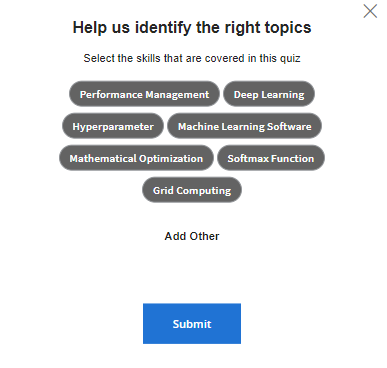 Help us identify the right topics
Select the skills that are covered in this quiz
Performance Management Deep Learning
Hyperparameter Machine Learning Software
Mathematical Optimization Softmax Function
Grid Computing
Add Other
Submit